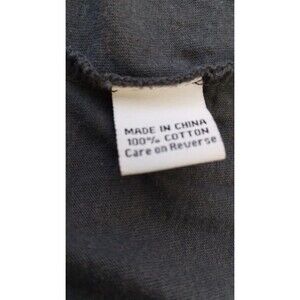 MADE IN CHINA
100% COTTON
Care on Reverse